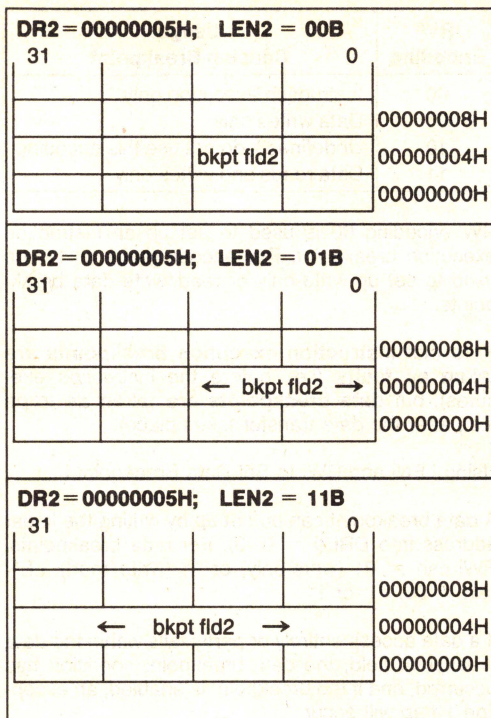 DR2=00000005H; LEN2 = 00B
31 0
00000008H
bkpt fld2 00000004H
00000000H
DR2=00000005H; LEN2 = 01B
31 0
00000008H
← bkpt fld2 → 00000004H
00000000H
DR2=00000005H; LEN2 = 11B
31 0
00000008H
← bkpt fld2 → 00000004H
00000000H